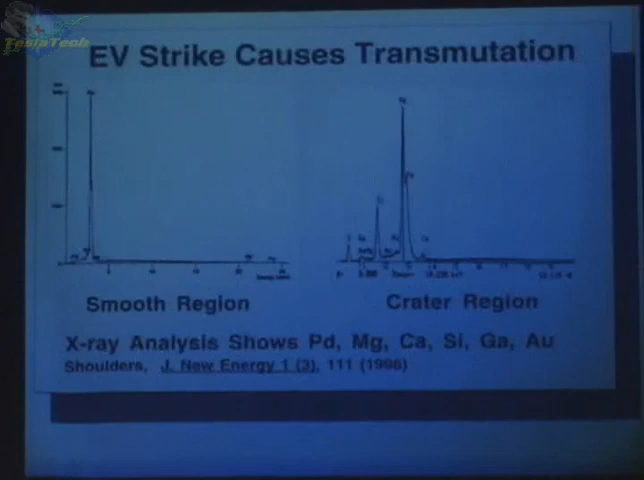 TeslaTech
EV Strike Causes Transmutation
Smooth Region
Crater Region
X-ray Analysis Shows Pd, Mg, Ca, Si, Ga, Au
Shoulders, J. New Energy 1 (3), 111 (1996)